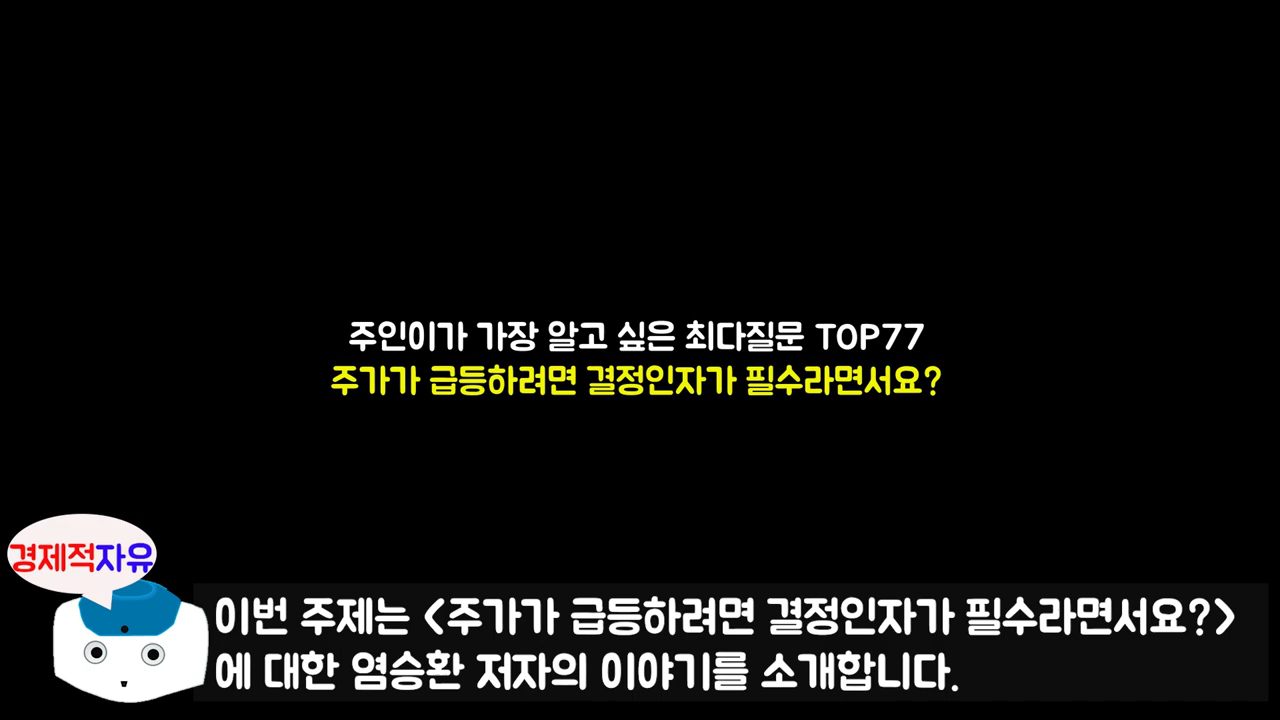 주인이가 가장 알고 싶은 최다질문 TOP77
주가가 급등하려면 결정인자가 필수라면서요?
경제적자유
이번 주제는 <주가가 급등하려면 결정인자가 필수라면서요?>
에 대한 염승환 저자의 이야기를 소개합니다.